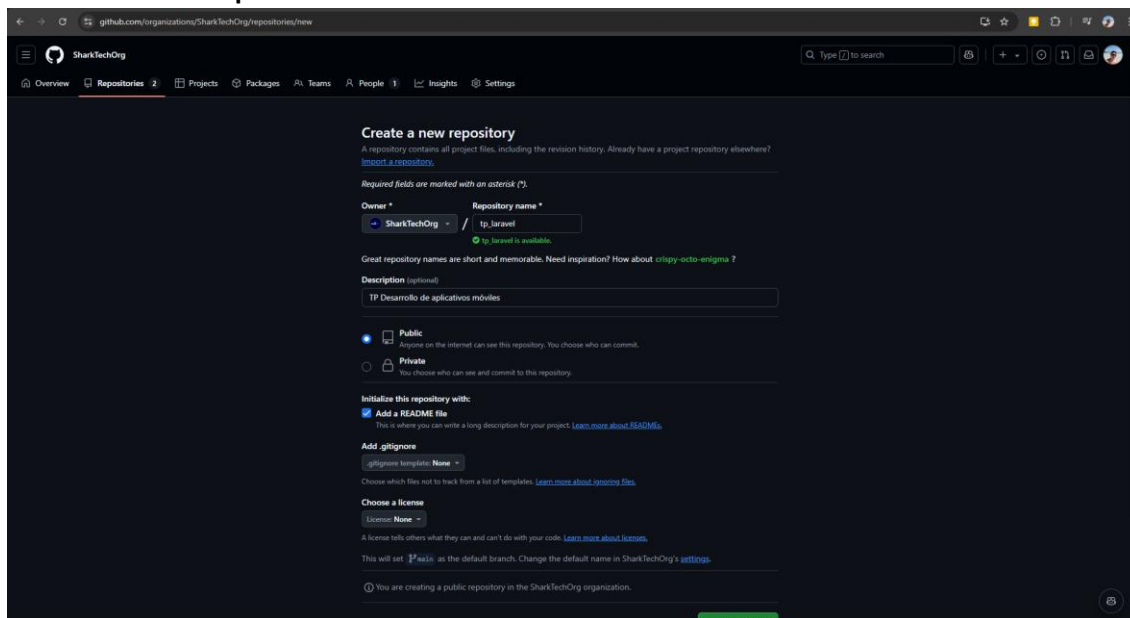 github.com/organizations/SharkTechOrg/repositories/new
SharkTechOrg
Type / to search
Overview Repositories 2 Projects Packages Teams People 1 Insights Settings
Create a new repository
A repository contains all project files, including the revision history. Already have a project repository elsewhere?
Import a repository.
Required fields are marked with an asterisk (*).
Owner * Repository name *
SharkTechOrg / tp_laravel
tp_laravel is available.
Great repository names are short and memorable. Need inspiration? How about crispy-octo-enigma ?
Description (optional)
TP Desarrollo de aplicativos móviles
Public
Anyone on the internet can see this repository. You choose who can commit.
Private
You choose who can see and commit to this repository.
Initialize this repository with:
Add a README file
This is where you can write a long description for your project. Learn more about READMEs.
Add .gitignore
.gitignore template: None
Choose which files not to track from a list of templates. Learn more about ignoring files.
Choose a license
License: None
A license tells others what they can and can't do with your code. Learn more about licenses.
This will set main as the default branch. Change the default name in SharkTechOrg's settings.
You are creating a public repository in the SharkTechOrg organization.